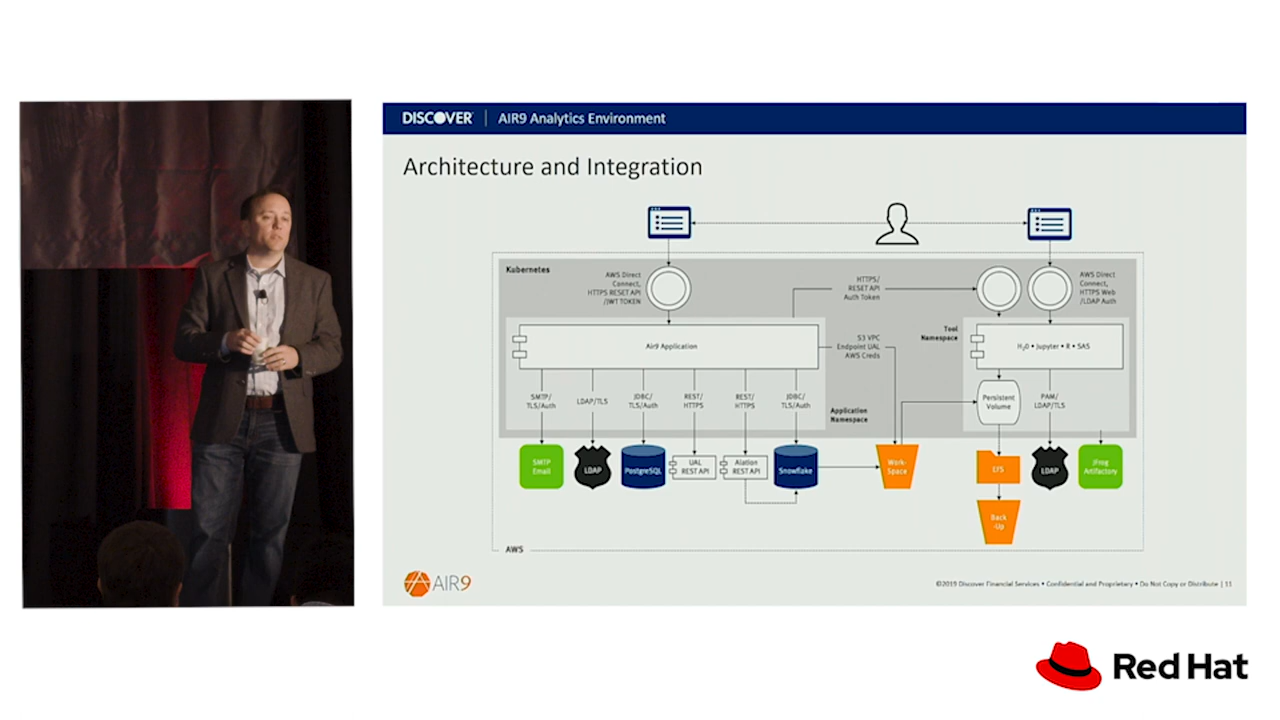 DISCOVER | AIR9 Analytics Environment
Architecture and Integration
Kubernetes
AWS Direct
Connect,
HTTPS RESET API
/JWT TOKEN
HTTPS/
RESET API
Auth Token
AWS Direct
Connect,
HTTPS Web
/LDAP Auth
Air9 Application
S3 VPC
Endpoint UAL
AWS Creds
Tool
Namespace
H₂0 • Jupyter • R • SAS
SMTP/
TLS/Auth
LDAP/TLS
JDBC/
TLS/Auth
REST/
HTTPS
REST/
HTTPS
JDBC/
TLS/Auth
Application
Namespace
Persistent
Volume
PAM/
LDAP/TLS
SMTP
Email
LDAP
PostgreSQL
UAL
REST API
Alation
REST API
Snowflake
Work-
Space
EFS
LDAP
JFrog
Artifactory
Back
-Up
AWS
AIR9
©2019 Discover Financial Services • Confidential and Proprietary • Do Not Copy or Distribute | 11
Red Hat